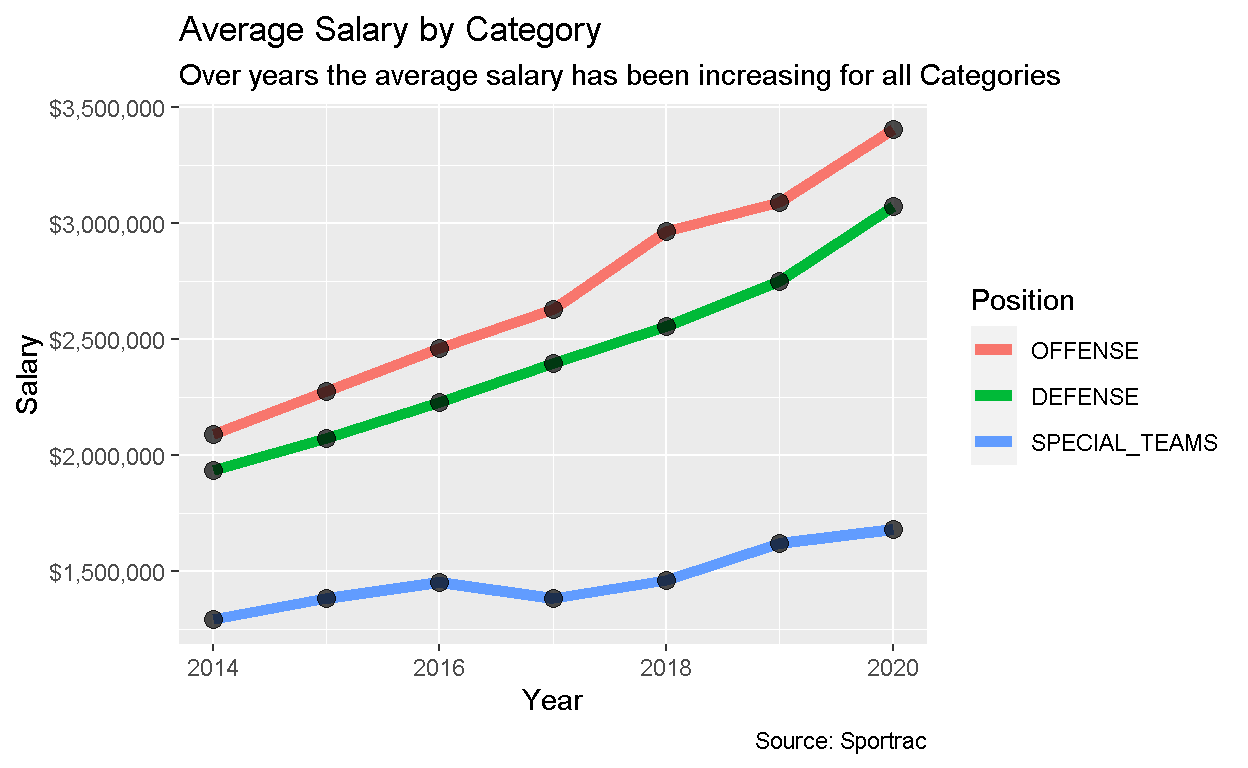 Average Salary by Category
Over years the average salary has been increasing for all Categories
$3,500,000
$3,000,000
$2,500,000
$2,000,000
$1,500,000
Salary
2014 2016 2018 2020
Year
Position
OFFENSE
DEFENSE
SPECIAL_TEAMS
Source: Sportrac